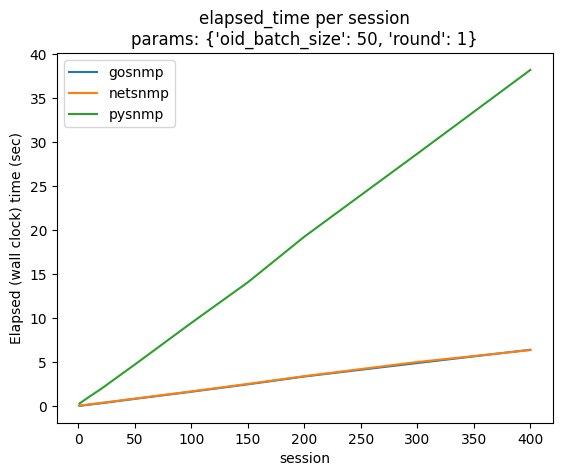 elapsed_time per session
params: {'oid_batch_size': 50, 'round': 1}
gosnmp
netsnmp
pysnmp
Elapsed (wall clock) time (sec)
40
35
30
25
20
15
10
5
0
0 50 100 150 200 250 300 350 400
session